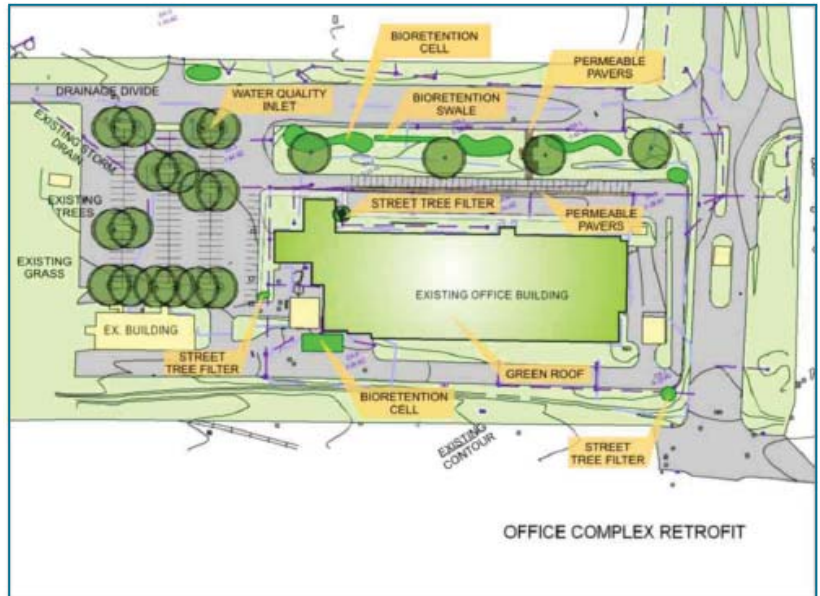 BIORETENTION
CELL
PERMEABLE
PAVERS
DRAINAGE DIVIDE
WATER QUALITY
INLET
BIORETENTION
SWALE
EXISTING STORM
DRAIN
EXISTING
TREES
STREET TREE FILTER
PERMEABLE
PAVERS
EXISTING
GRASS
EXISTING OFFICE BUILDING
EX. BUILDING
STREET
TREE FILTER
GREEN ROOF
BIORETENTION
CELL
EXISTING
CONTOUR
STREET
TREE FILTER
OFFICE COMPLEX RETROFIT